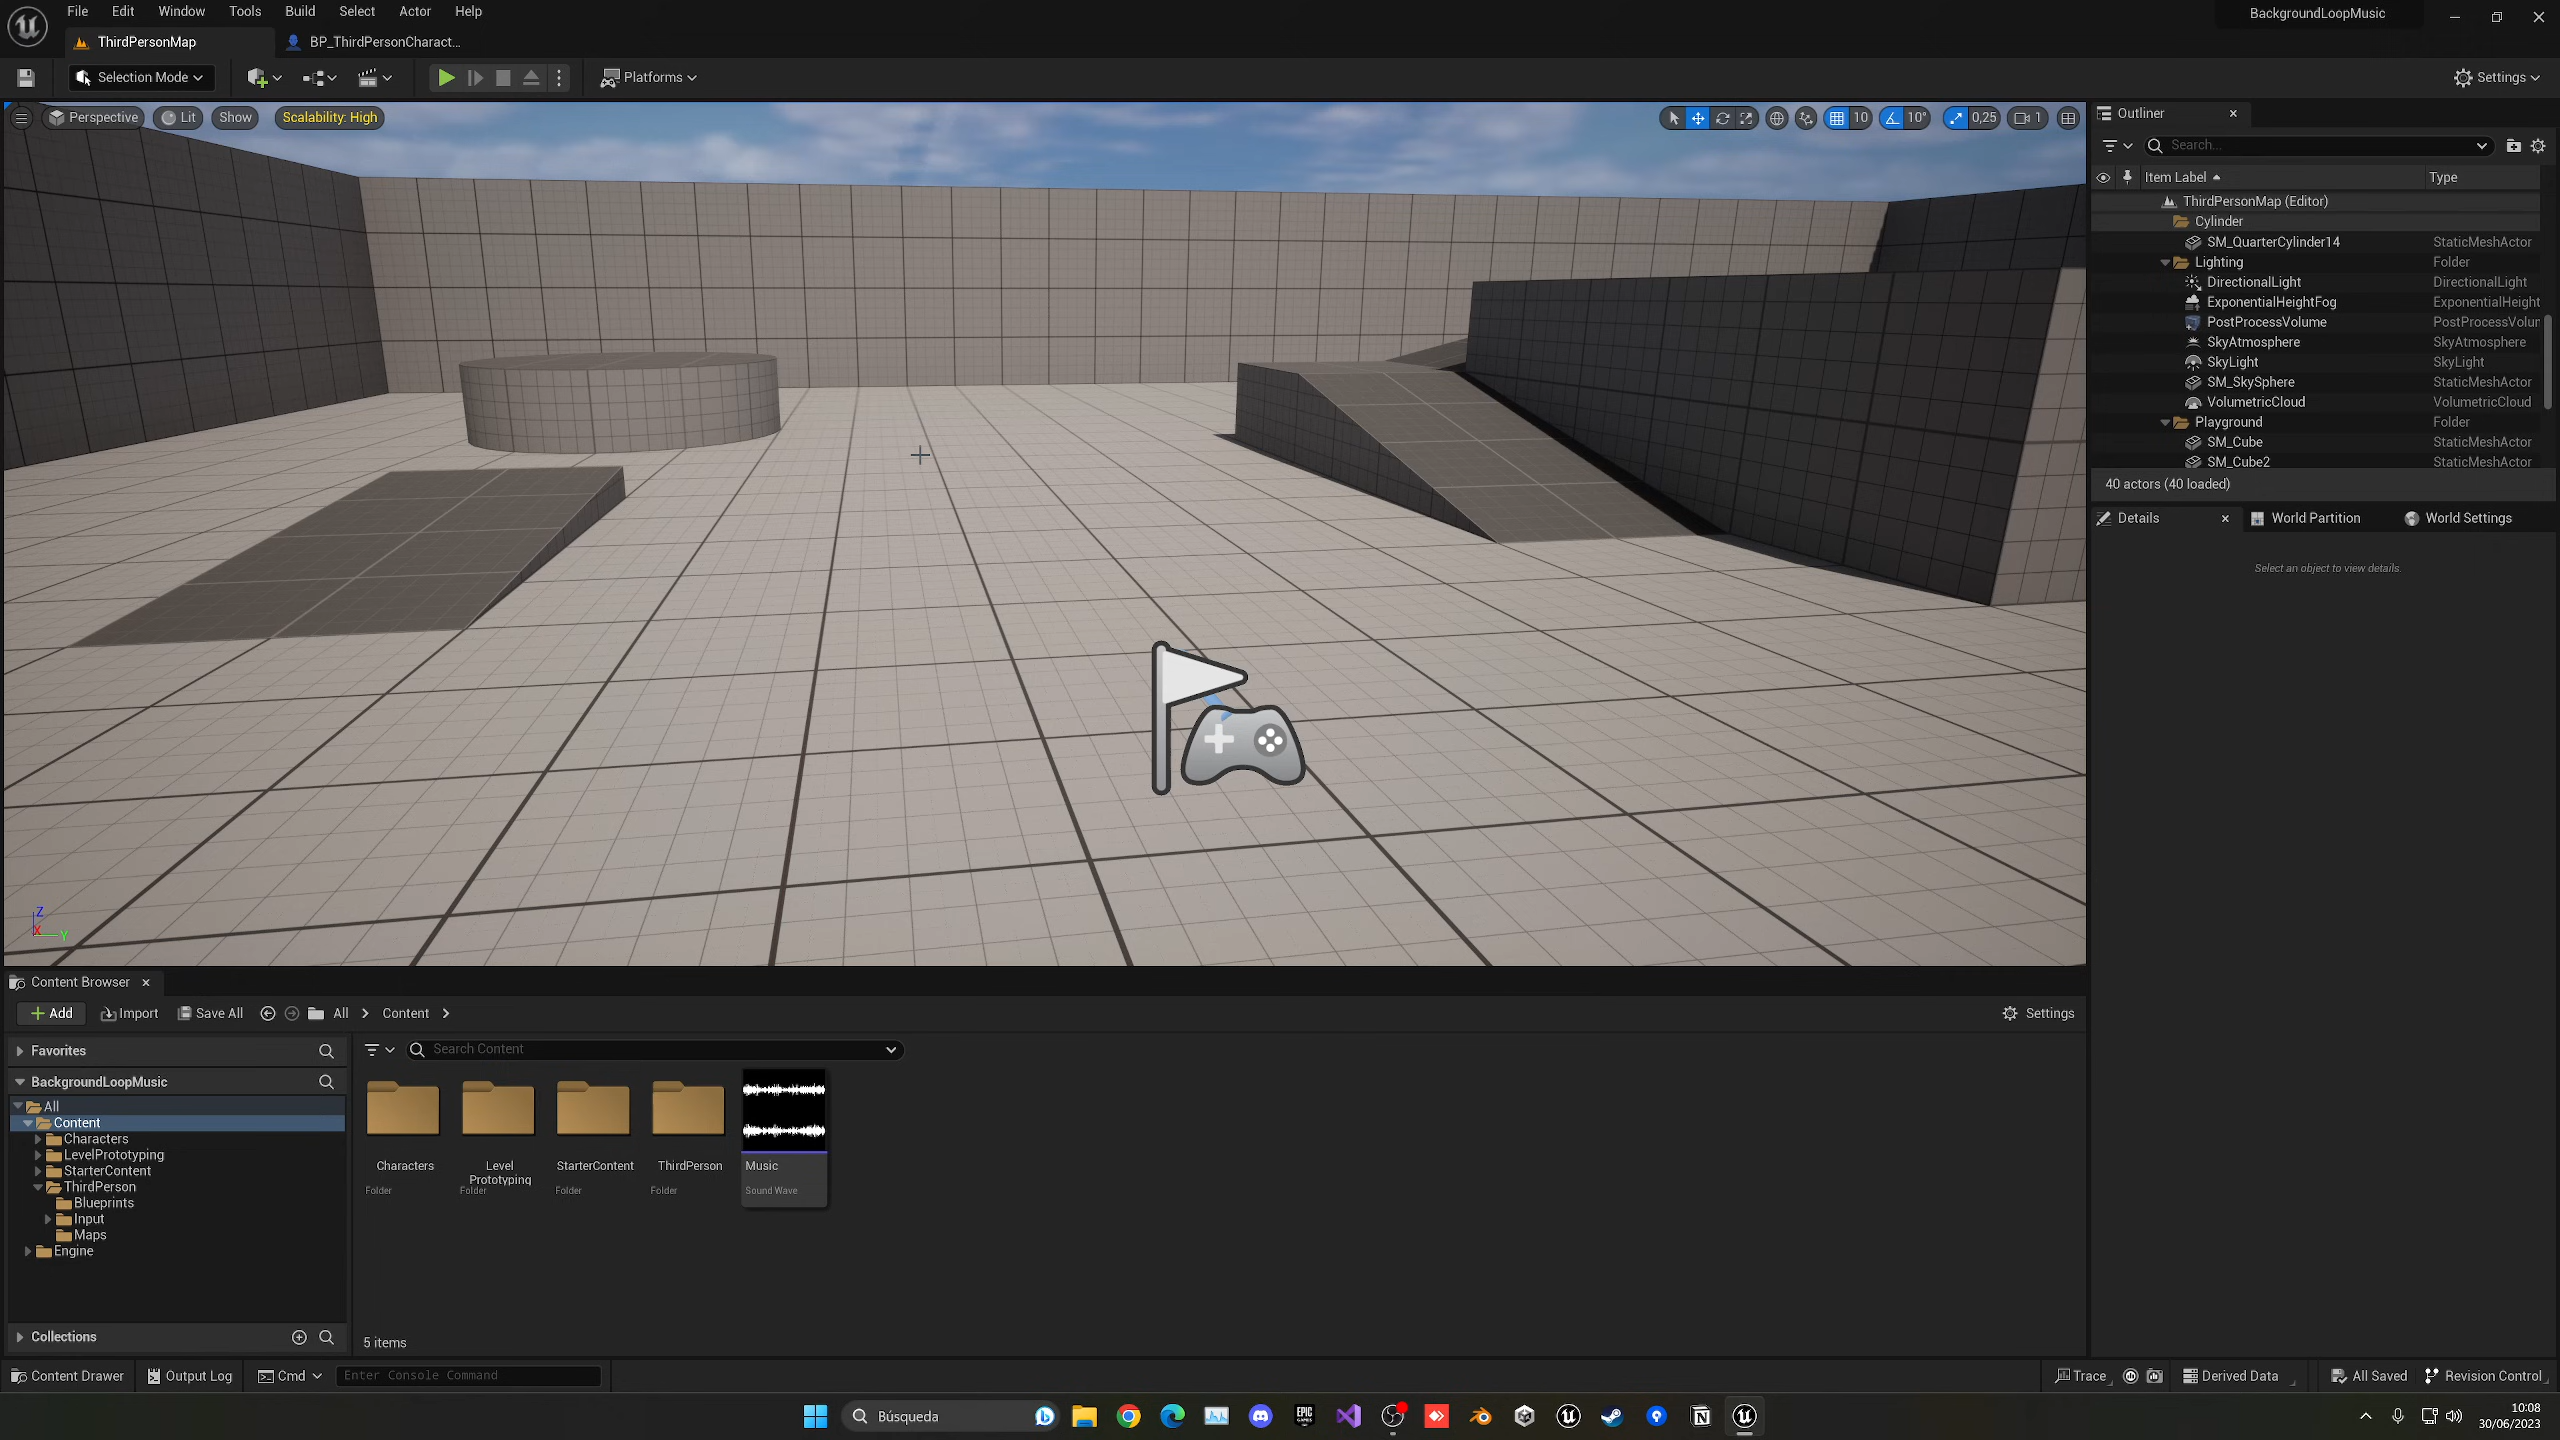 File Edit Window Tools Build Select Actor Help
BackgroundLoopMusic
ThirdPersonMap
BP_ThirdPersonCharact...
Selection Mode
Platforms
Settings
Perspective Lit Show Scalability: High
10 10° 0,25 1
Outliner
Search...
Item Label Type
ThirdPersonMap (Editor)
Cylinder
SM_QuarterCylinder14 StaticMeshActor
Lighting Folder
DirectionalLight DirectionalLight
ExponentialHeightFog ExponentialHeight
PostProcessVolume PostProcessVolun
SkyAtmosphere SkyAtmosphere
SkyLight SkyLight
SM_SkySphere StaticMeshActor
VolumetricCloud VolumetricCloud
Playground Folder
SM_Cube StaticMeshActor
SM_Cube2 StaticMeshActor
40 actors (40 loaded)
Details World Partition World Settings
Select an object to view details.
Z
X Y
Content Browser
Add Import Save All All Content Settings
Favorites
Search Content
BackgroundLoopMusic
All
Content
Characters
LevelPrototyping
StarterContent
ThirdPerson
Blueprints
Input
Maps
Engine
Collections
Characters
Folder
Level
Prototyping
Folder
StarterContent
Folder
ThirdPerson
Folder
Music
Sound Wave
5 items
Content Drawer Output Log Cmd Enter Console Command
Trace Derived Data All Saved Revision Control
Búsqueda
EPIC
GAMES
10:08
30/06/2023